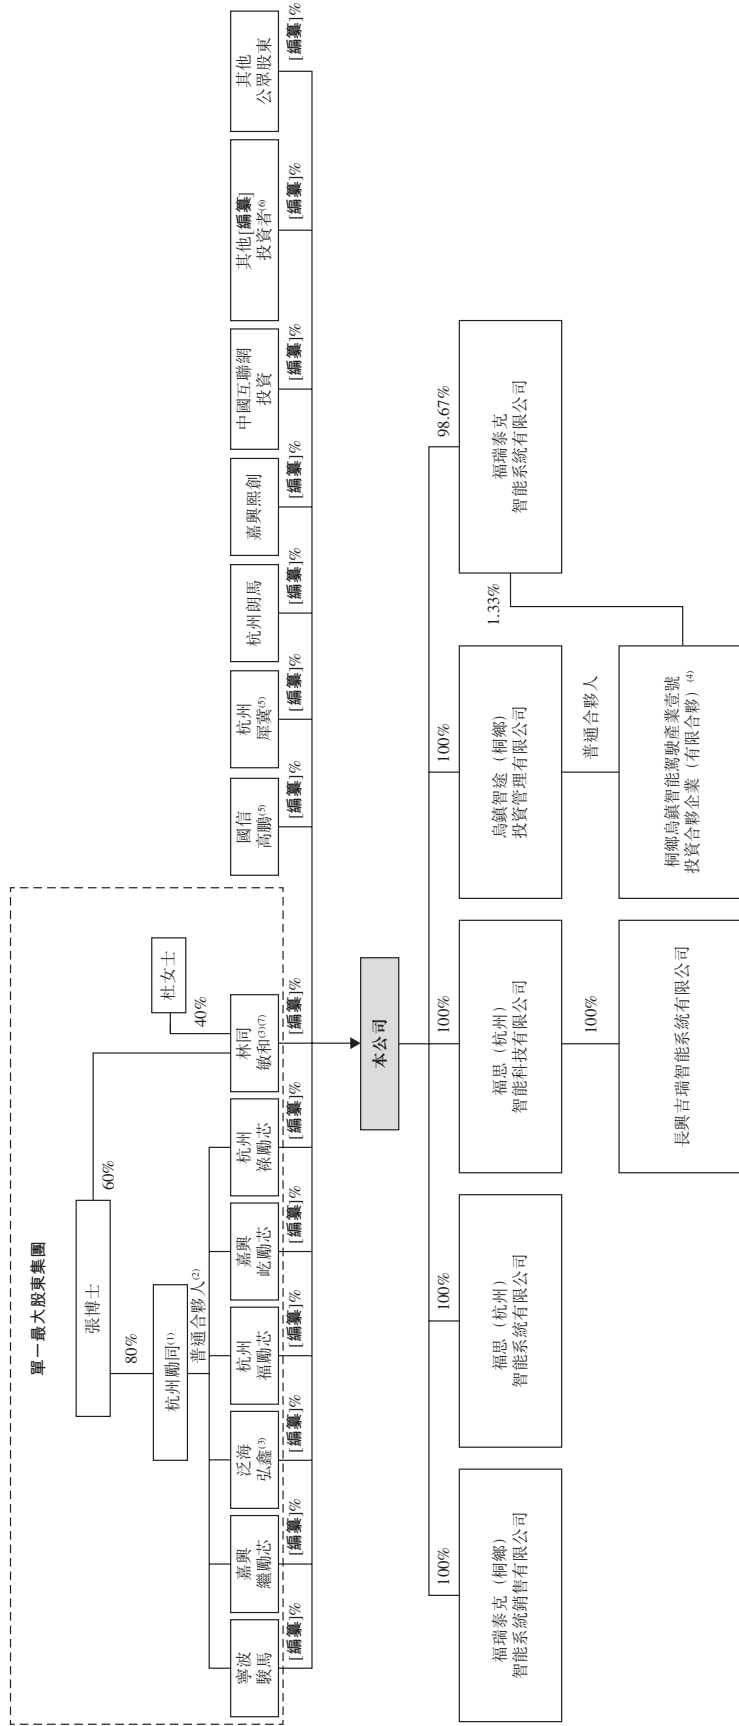 單一最大股東集團
張博士
80%
60%
杭州勵同(1)
杜女士
普通合夥人(2)
40%
寧波
駿馬
嘉興
繼勵芯
泛海
弘鑫(3)
杭州
福勵芯
嘉興
屹勵芯
杭州
祿勵芯
林同
敏和(3)(7)
國信
高鵬(5)
杭州
犀冀(5)
杭州朗馬
嘉興熙創
中國互聯網
投資
其他[編纂]
投資者(6)
其他
公眾股東
[編纂]%
[編纂]%
[編纂]%
[編纂]%
[編纂]%
[編纂]%
[編纂]%
[編纂]%
[編纂]%
[編纂]%
[編纂]%
[編纂]%
[編纂]%
[編纂]%
本公司
100%
100%
100%
100%
98.67%
福瑞泰克（桐鄉）
智能系統銷售有限公司
福思（杭州）
智能系統有限公司
福思（杭州）
智能科技有限公司
烏鎮智途（桐鄉）
投資管理有限公司
福瑞泰克
智能系統有限公司
100%
普通合夥人
1.33%
長興吉瑞智能系統有限公司
桐鄉烏鎮智能駕駛產業壹號
投資合夥企業（有限合夥）(4)